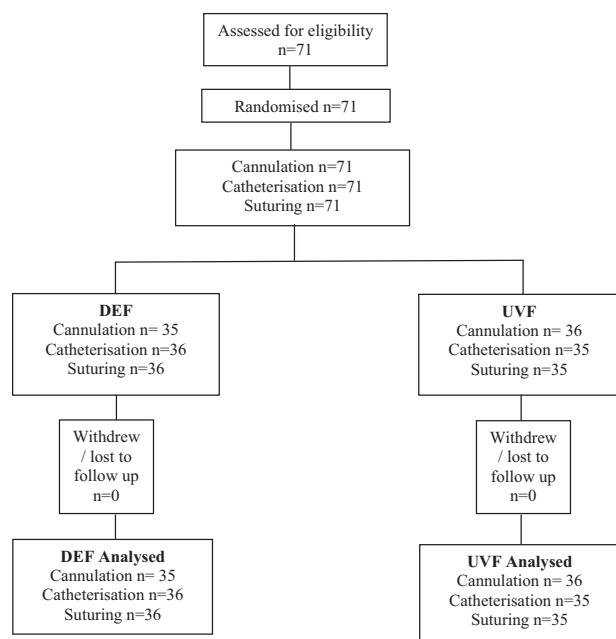 Assessed for eligibility
n=71
Randomised n=71
Cannulation n=71
Catheterisation n=71
Suturing n=71
DEF
Cannulation n= 35
Catheterisation n=36
Suturing n=36
UVF
Cannulation n= 36
Catheterisation n=35
Suturing n=35
Withdrew
/ lost to
follow up
n=0
Withdrew
/ lost to
follow up
n=0
DEF Analysed
Cannulation n= 35
Catheterisation n=36
Suturing n=36
UVF Analysed
Cannulation n= 36
Catheterisation n=35
Suturing n=35